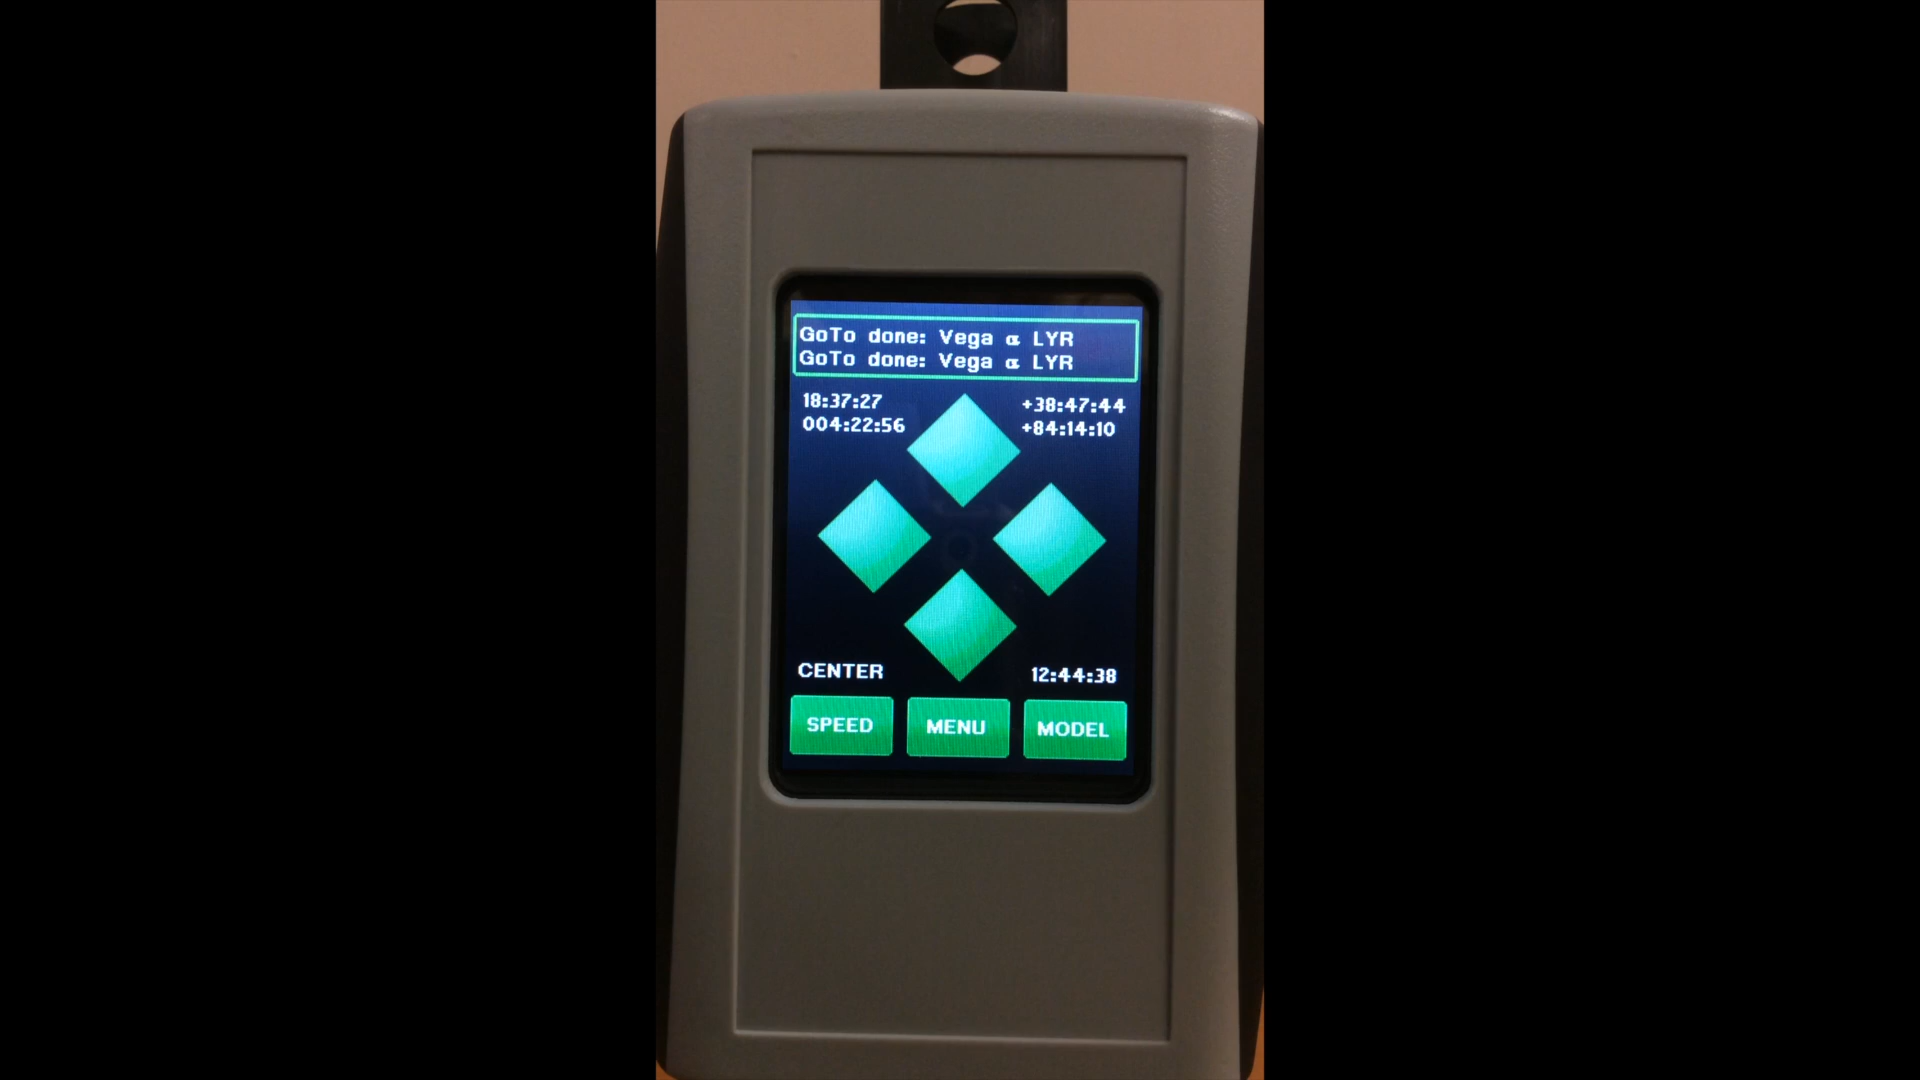 GoTo done: Vega α LYR
GoTo done: Vega α LYR
18:37:27 +38:47:44
004:22:56 +84:14:10
CENTER 12:44:38
SPEED MENU MODEL